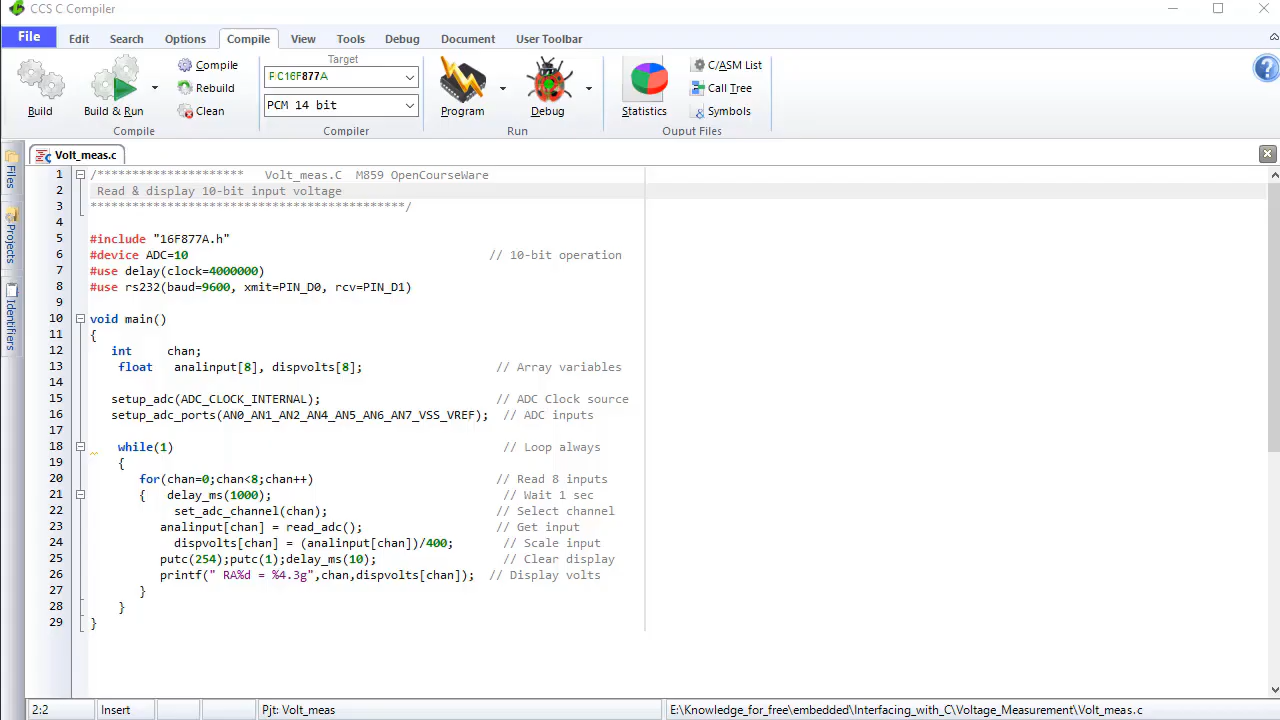 CCS C Compiler
File Edit Search Options Compile View Tools Debug Document User Toolbar
Build
Build & Run
Compile
Rebuild
Clean
Compile
Target
PIC16F877A
PCM 14 bit
Compiler
Program
Debug
Run
Statistics
C/ASM List
Call Tree
Symbols
Ouput Files
?
Files
Projects
Identifiers
Volt_meas.c
1 /********************* Volt_meas.C M859 OpenCourseWare
2 Read & display 10-bit input voltage
3 *********************************************/
4
5 #include "16F877A.h"
6 #device ADC=10 // 10-bit operation
7 #use delay(clock=4000000)
8 #use rs232(baud=9600, xmit=PIN_D0, rcv=PIN_D1)
9
10 void main()
11 {
12 int chan;
13 float analinput[8], dispvolts[8]; // Array variables
14
15 setup_adc(ADC_CLOCK_INTERNAL); // ADC Clock source
16 setup_adc_ports(AN0_AN1_AN2_AN4_AN5_AN6_AN7_VSS_VREF); // ADC inputs
17
18 while(1) // Loop always
19 {
20 for(chan=0;chan<8;chan++) // Read 8 inputs
21 { delay_ms(1000); // Wait 1 sec
22 set_adc_channel(chan); // Select channel
23 analinput[chan] = read_adc(); // Get input
24 dispvolts[chan] = (analinput[chan])/400; // Scale input
25 putc(254);putc(1);delay_ms(10); // Clear display
26 printf(" RA%d = %4.3g",chan,dispvolts[chan]); // Display volts
27 }
28 }
29 }
2:2 Insert Pjt: Volt_meas E:\Knowledge_for_free\embedded\Interfacing_with_C\Voltage_Measurement\Volt_meas.c